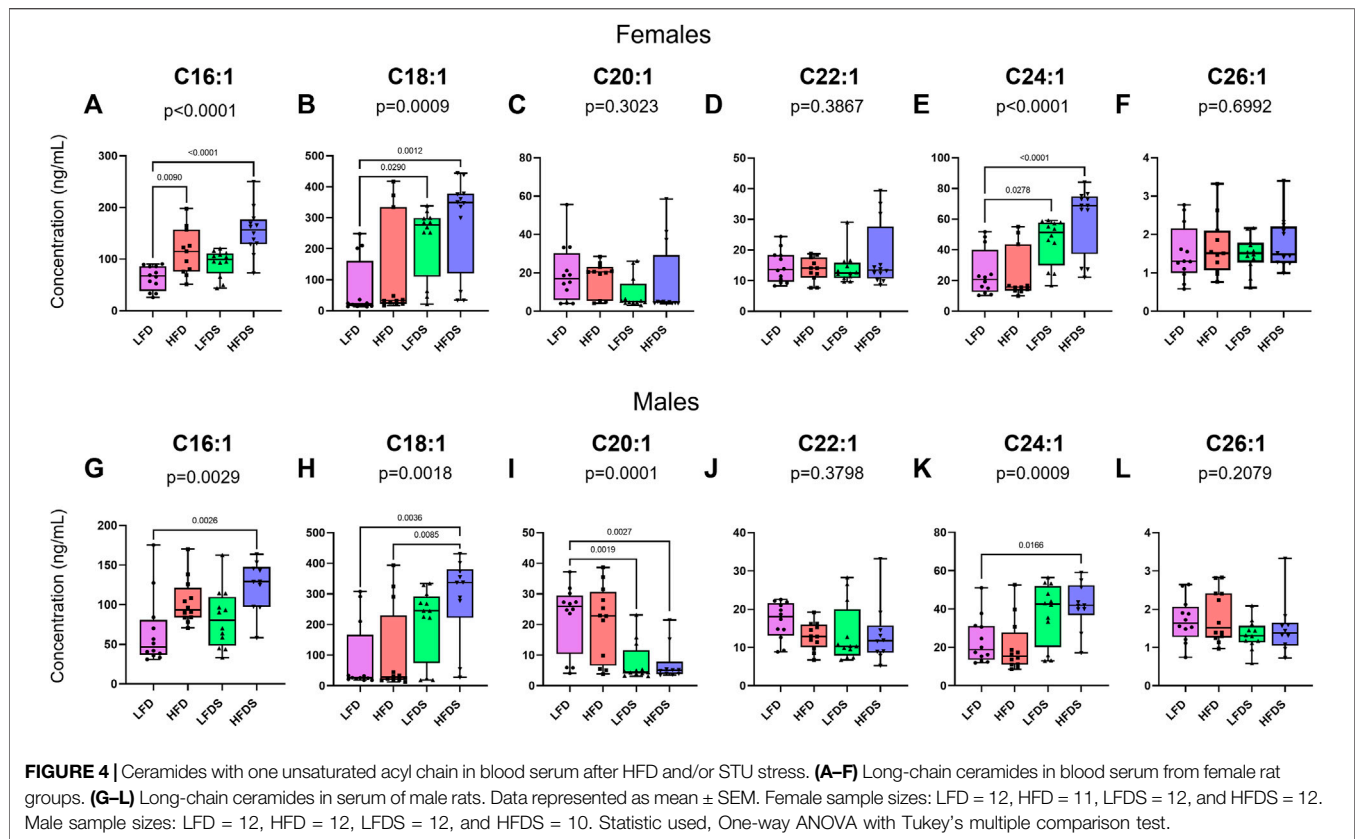 Females
C16:1 C18:1 C20:1 C22:1 C24:1 C26:1
A B C D E F
p<0.0001 p=0.0009 p=0.3023 p=0.3867 p<0.0001 p=0.6992
Concentration (ng/mL)
300 200 100 0
<0.0001
0.0090
LFD HFD LFDS HFDS
500 400 300 200 100 0
0.0012
0.0290
LFD HFD LFDS HFDS
80 60 40 20 0
LFD HFD LFDS HFDS
50 40 30 20 10 0
LFD HFD LFDS HFDS
100 80 60 40 20 0
<0.0001
0.0278
LFD HFD LFDS HFDS
4 3 2 1 0
LFD HFD LFDS HFDS
Males
C16:1 C18:1 C20:1 C22:1 C24:1 C26:1
G H I J K L
p=0.0029 p=0.0018 p=0.0001 p=0.3798 p=0.0009 p=0.2079
Concentration (ng/mL)
200 150 100 50 0
0.0026
LFD HFD LFDS HFDS
500 400 300 200 100 0
0.0036
0.0085
LFD HFD LFDS HFDS
50 40 30 20 10 0
0.0027
0.0019
LFD HFD LFDS HFDS
40 30 20 10 0
LFD HFD LFDS HFDS
80 60 40 20 0
0.0166
LFD HFD LFDS HFDS
4 3 2 1 0
LFD HFD LFDS HFDS
FIGURE 4 | Ceramides with one unsaturated acyl chain in blood serum after HFD and/or STU stress. (A–F) Long-chain ceramides in blood serum from female rat
groups. (G–L) Long-chain ceramides in serum of male rats. Data represented as mean ± SEM. Female sample sizes: LFD = 12, HFD = 11, LFDS = 12, and HFDS = 12.
Male sample sizes: LFD = 12, HFD = 12, LFDS = 12, and HFDS = 10. Statistic used, One-way ANOVA with Tukey's multiple comparison test.